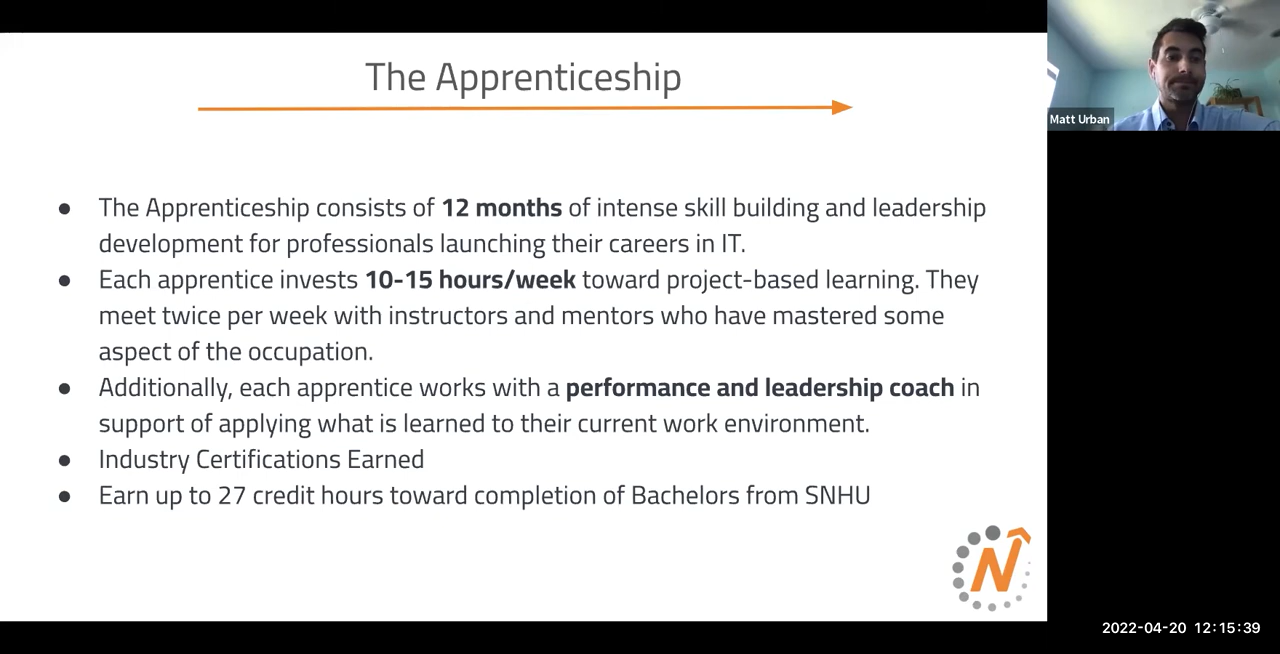 The Apprenticeship
Matt Urban
● The Apprenticeship consists of 12 months of intense skill building and leadership
development for professionals launching their careers in IT.
● Each apprentice invests 10-15 hours/week toward project-based learning. They
meet twice per week with instructors and mentors who have mastered some
aspect of the occupation.
● Additionally, each apprentice works with a performance and leadership coach in
support of applying what is learned to their current work environment.
● Industry Certifications Earned
● Earn up to 27 credit hours toward completion of Bachelors from SNHU
N
2022-04-20 12:15:39